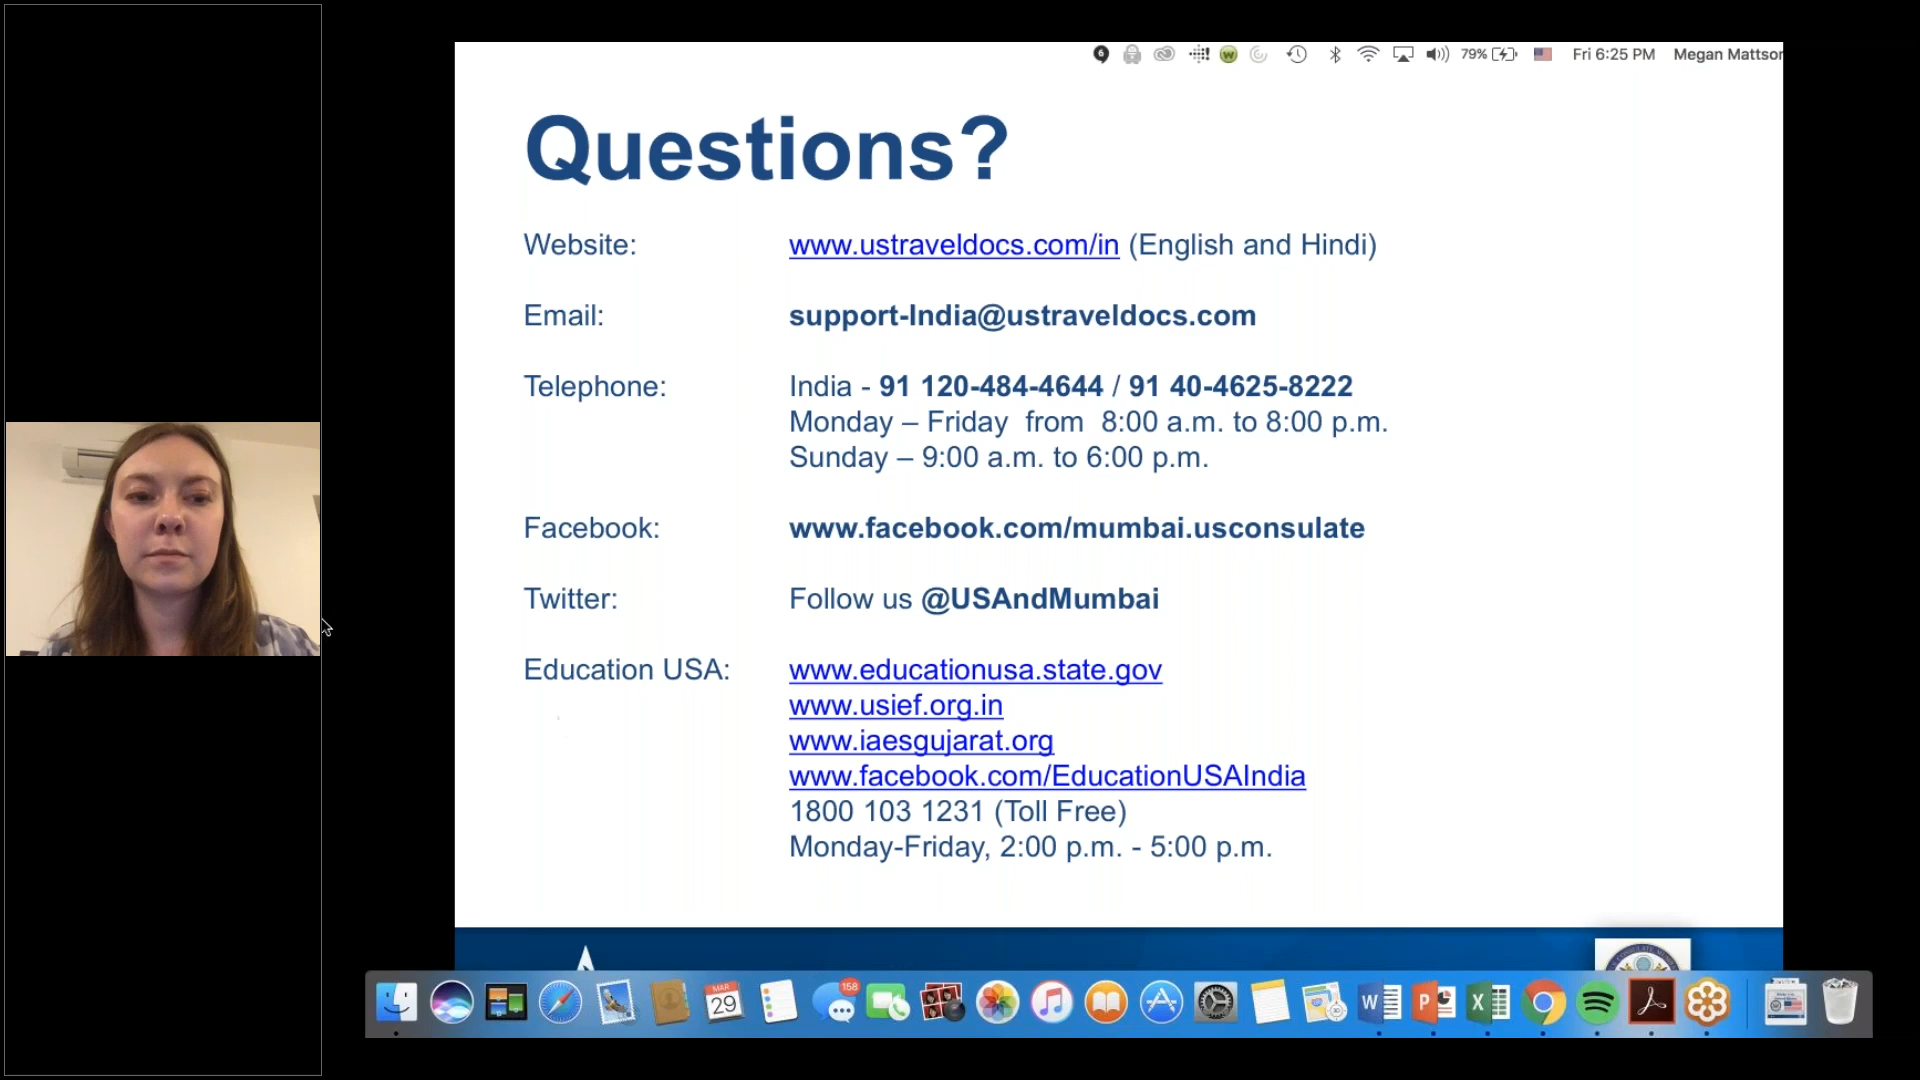 79% Fri 6:25 PM Megan Mattsor
Questions?
Website: www.ustraveldocs.com/in (English and Hindi)
Email: support-India@ustraveldocs.com
Telephone: India - 91 120-484-4644 / 91 40-4625-8222
Monday – Friday from 8:00 a.m. to 8:00 p.m.
Sunday – 9:00 a.m. to 6:00 p.m.
Facebook: www.facebook.com/mumbai.usconsulate
Twitter: Follow us @USAndMumbai
Education USA: www.educationusa.state.gov
www.usief.org.in
www.iaesgujarat.org
www.facebook.com/EducationUSAIndia
1800 103 1231 (Toll Free)
Monday-Friday, 2:00 p.m. - 5:00 p.m.
MAR
29
158
W
P
X